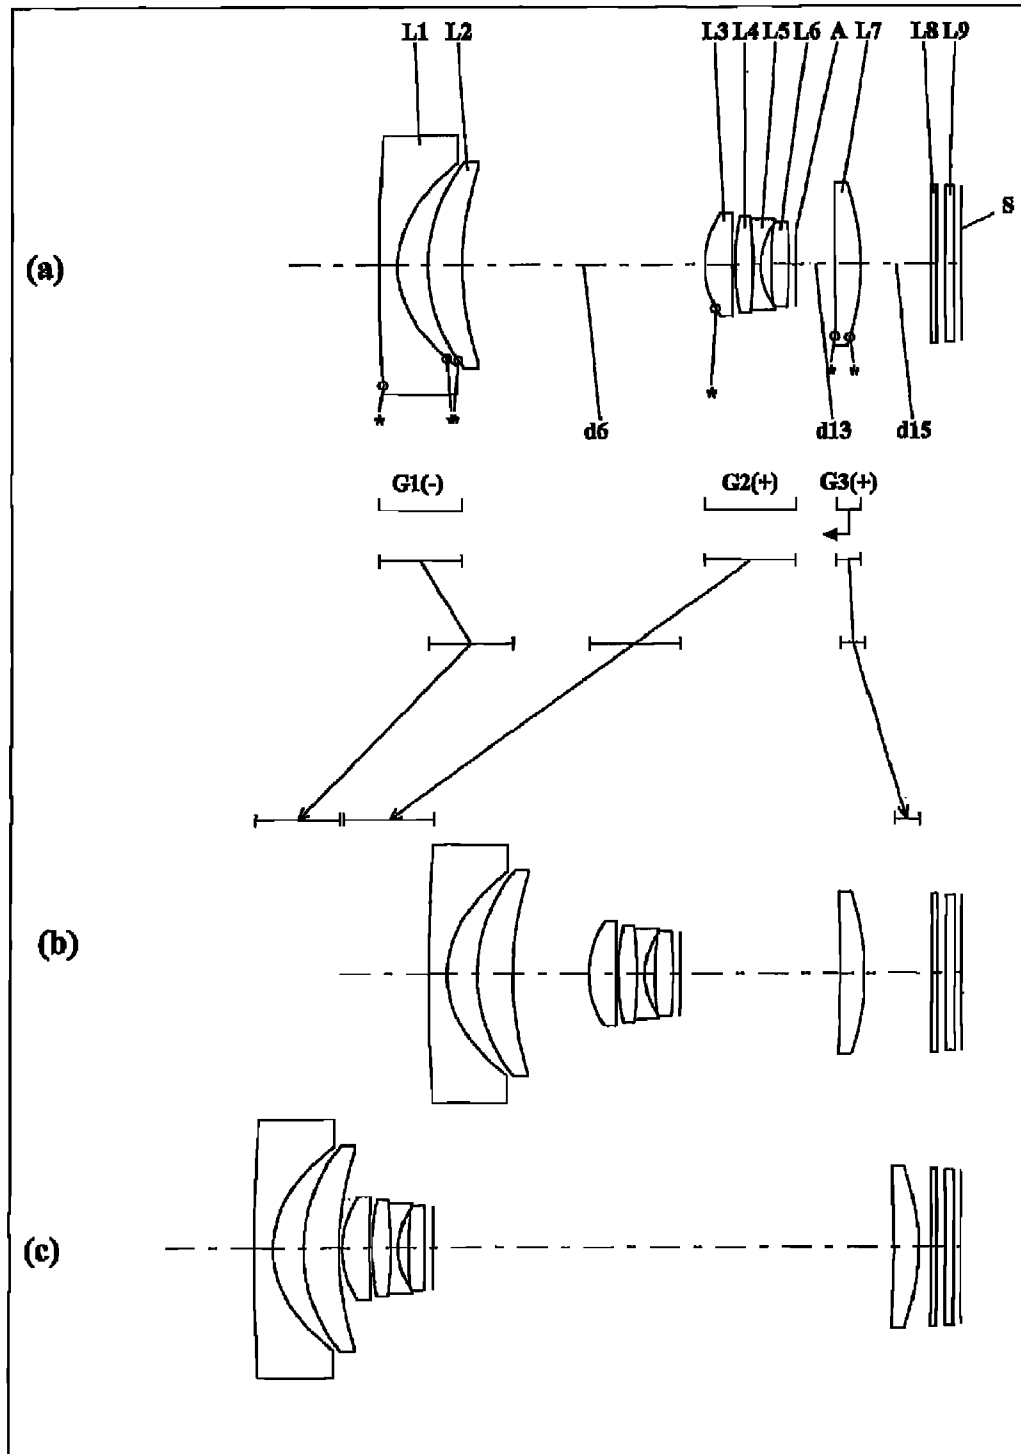 L1 L2 L3 L4 L5 L6 A L7 L8 L9
S
(a)
* ** * * *
d6 d13 d15
G1(-) G2(+) G3(+)
(b)
(c)